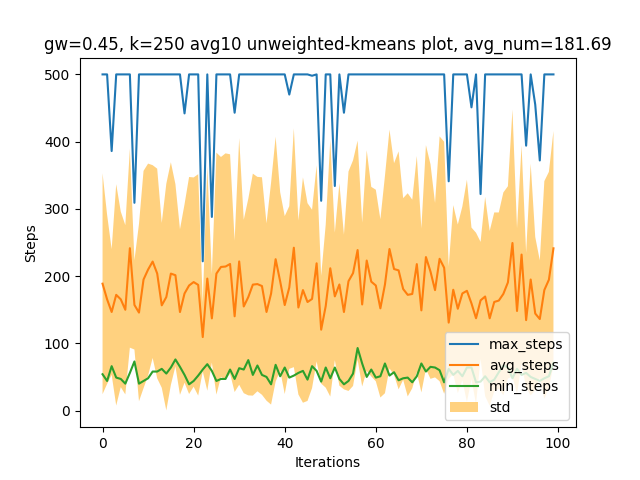 gw=0.45, k=250 avg10 unweighted-kmeans plot, avg_num=181.69
500
400
300
200
100
0
Steps
max_steps
avg_steps
min_steps
std
0
20
40
60
80
100
Iterations